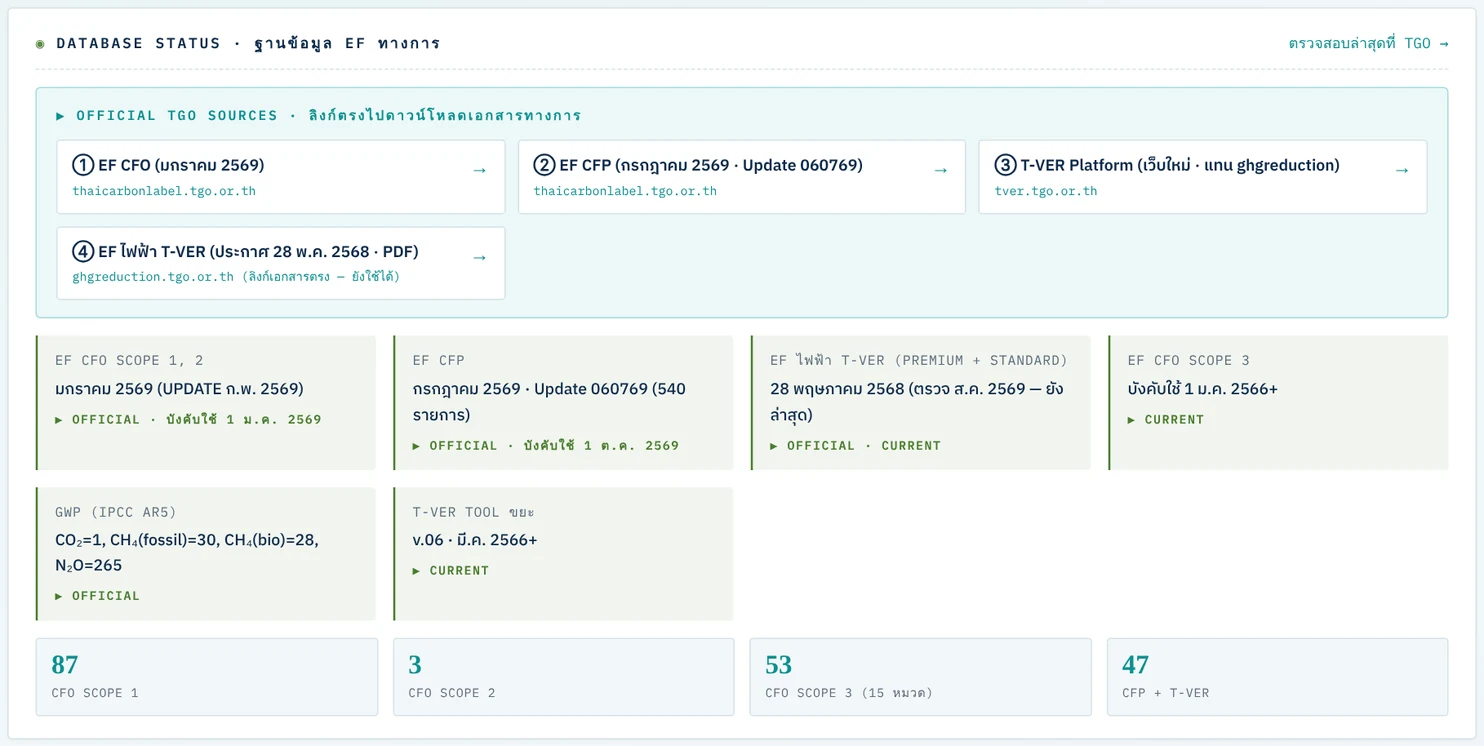 ◉ DATABASE STATUS · ฐานข้อมูล EF ทางการ
ตรวจสอบล่าสุดที่ TGO →
▶ OFFICIAL TGO SOURCES · ลิงก์ตรงไปดาวน์โหลดเอกสารทางการ
① EF CFO (มกราคม 2569) →
thaicarbonlabel.tgo.or.th
② EF CFP (กรกฎาคม 2569 · Update 060769) →
thaicarbonlabel.tgo.or.th
③ T-VER Platform (เว็บใหม่ · แทน ghgreduction) →
tver.tgo.or.th
④ EF ไฟฟ้า T-VER (ประกาศ 28 พ.ค. 2568 · PDF) →
ghgreduction.tgo.or.th (ลิงก์เอกสารตรง — ยังใช้ได้)
EF CFO SCOPE 1, 2
มกราคม 2569 (UPDATE ก.พ. 2569)
▶ OFFICIAL · บังคับใช้ 1 ม.ค. 2569
EF CFP
กรกฎาคม 2569 · Update 060769 (540
รายการ)
▶ OFFICIAL · บังคับใช้ 1 ต.ค. 2569
EF ไฟฟ้า T-VER (PREMIUM + STANDARD)
28 พฤษภาคม 2568 (ตรวจ ส.ค. 2569 — ยัง
ล่าสุด)
▶ OFFICIAL · CURRENT
EF CFO SCOPE 3
บังคับใช้ 1 ม.ค. 2566+
▶ CURRENT
GWP (IPCC AR5)
CO₂=1, CH₄(fossil)=30, CH₄(bio)=28,
N₂O=265
▶ OFFICIAL
T-VER TOOL ขยะ
v.06 · มี.ค. 2566+
▶ CURRENT
87
CFO SCOPE 1
3
CFO SCOPE 2
53
CFO SCOPE 3 (15 หมวด)
47
CFP + T-VER